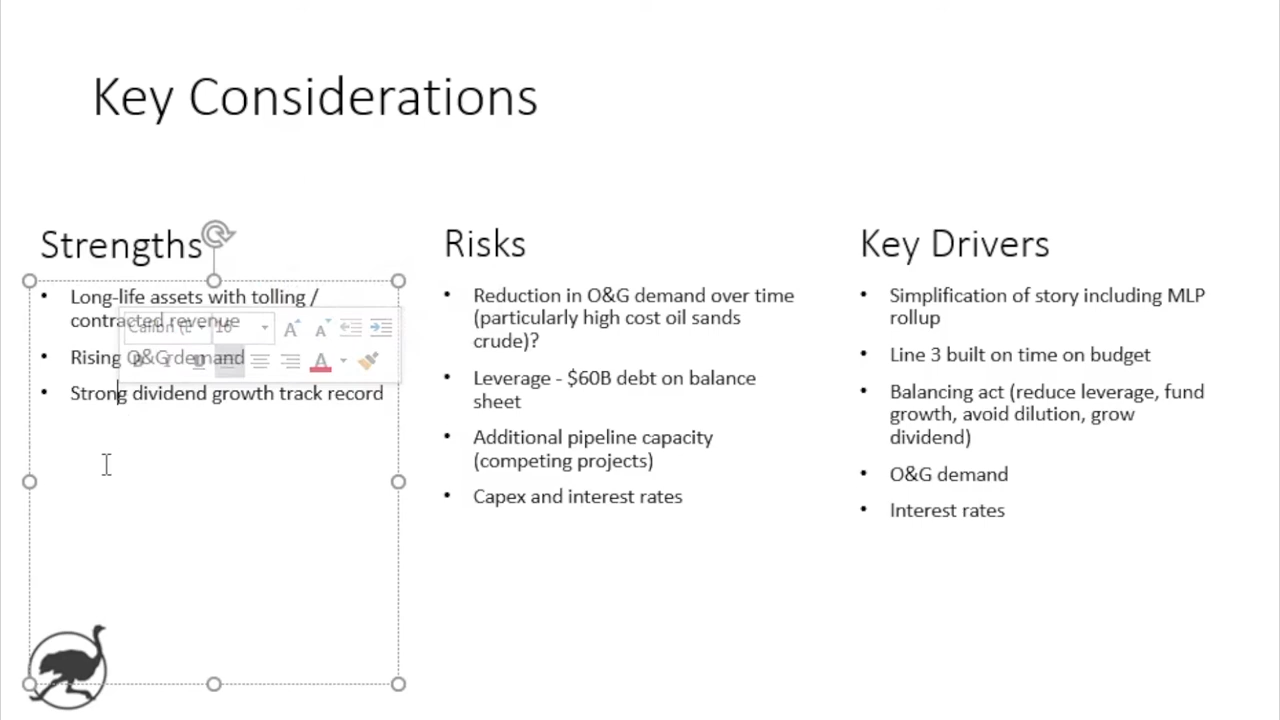 Key Considerations
Strengths
Long-life assets with tolling /
contracted revenue
Rising O&G demand
Strong dividend growth track record
Risks
Reduction in O&G demand over time
(particularly high cost oil sands
crude)?
Leverage - $60B debt on balance
sheet
Additional pipeline capacity
(competing projects)
Capex and interest rates
Key Drivers
Simplification of story including MLP
rollup
Line 3 built on time on budget
Balancing act (reduce leverage, fund
growth, avoid dilution, grow
dividend)
O&G demand
Interest rates